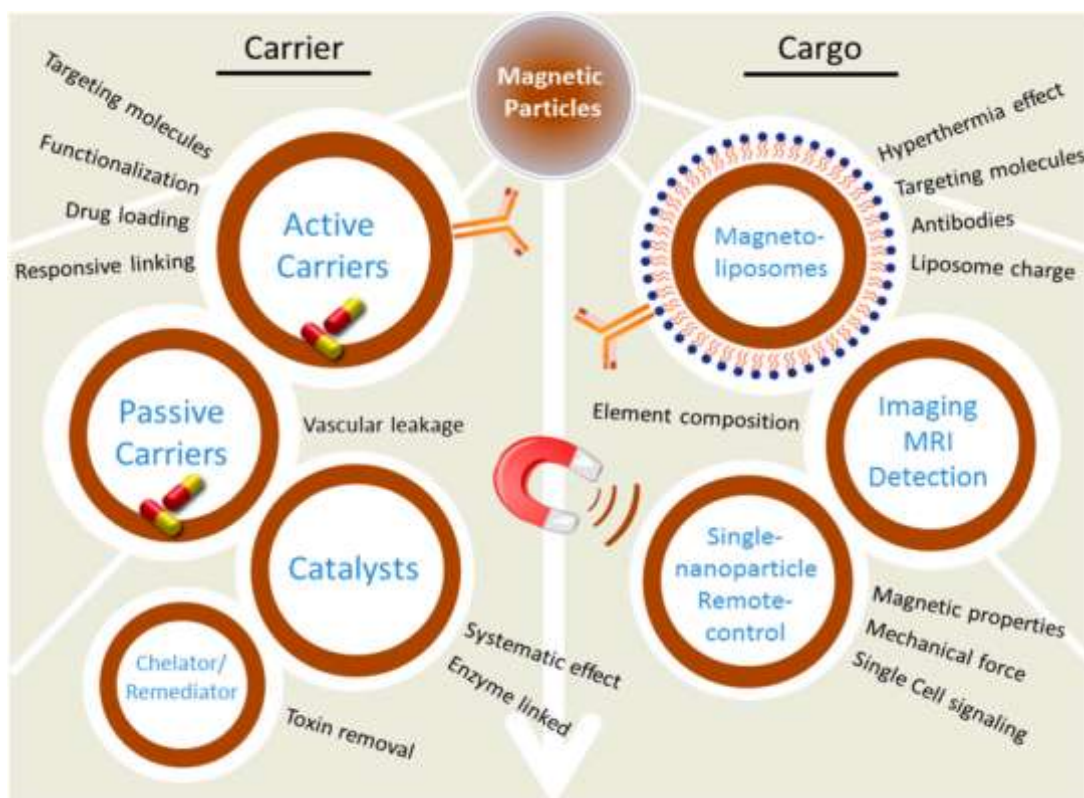 Carrier
Magnetic
Particles
Cargo
Targeting molecules
Functionalization
Drug loading
Responsive linking
Active
Carriers
Passive
Carriers
Vascular leakage
Catalysts
Systematic effect
Enzyme linked
Chelator/
Remediator
Toxin removal
Magneto-
liposomes
Hyperthermia effect
Targeting molecules
Antibodies
Liposome charge
Element composition
Imaging
MRI
Detection
Single-
nanoparticle
Remote-
control
Magnetic properties
Mechanical force
Single Cell signaling